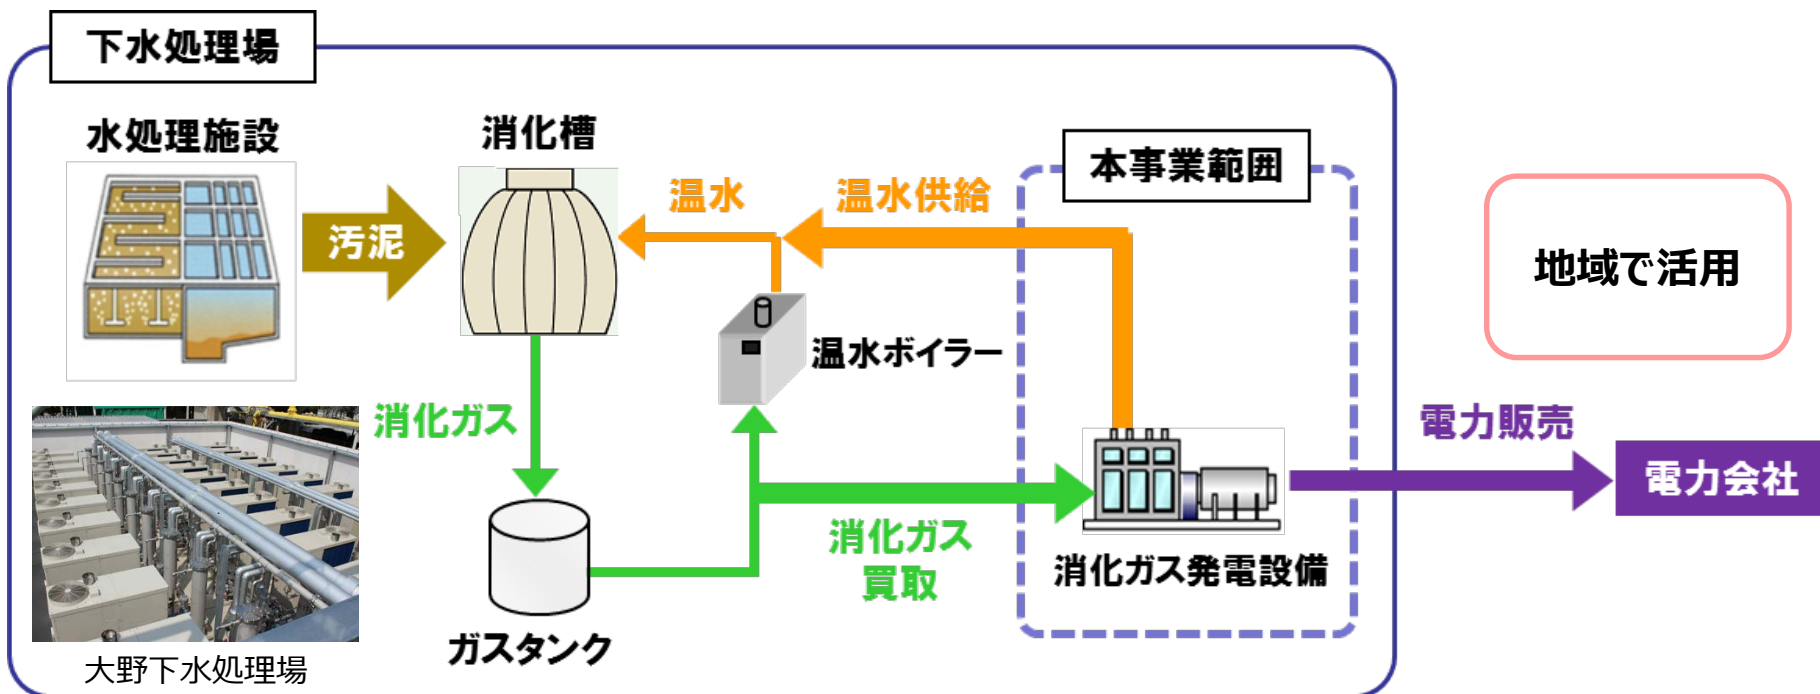 下水処理場
水処理施設
消化槽
本事業範囲
温水
温水供給
地域で活用
汚泥
温水ボイラー
消化ガス
電力販売
電力会社
消化ガス
買取
消化ガス発電設備
ガスタンク
大野下水処理場